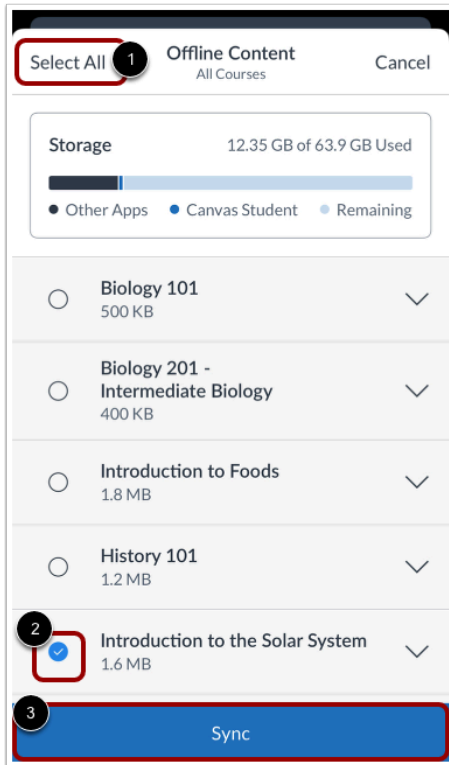 Select All
1
Offline Content
All Courses
Cancel
Storage
12.35 GB of 63.9 GB Used
Other Apps
Canvas Student
Remaining
Biology 101
500 KB
Biology 201 -
Intermediate Biology
400 KB
Introduction to Foods
1.8 MB
History 101
1.2 MB
2
Introduction to the Solar System
1.6 MB
3
Sync